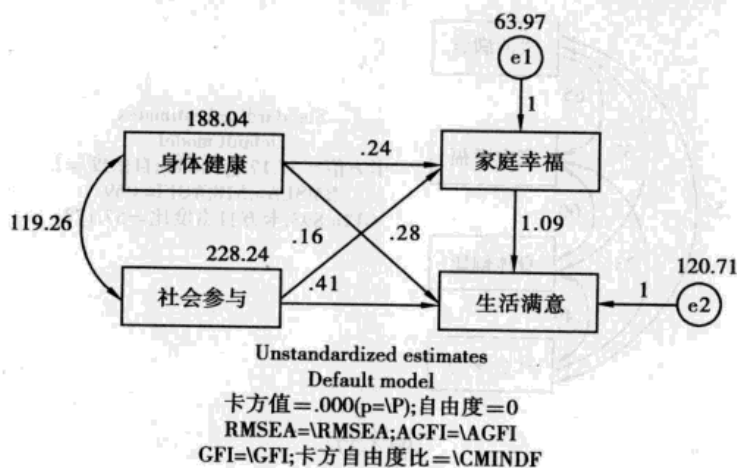 63.97
e1
1
188.04
身体健康
.24
家庭幸福
119.26
.16
.28
1.09
228.24
社会参与
.41
生活满意
1
120.71
e2
Unstandardized estimates
Default model
卡方值=.000(p=\P);自由度=0
RMSEA=\RMSEA;AGFI=\AGFI
GFI=\GFI;卡方自由度比=\CMINDF